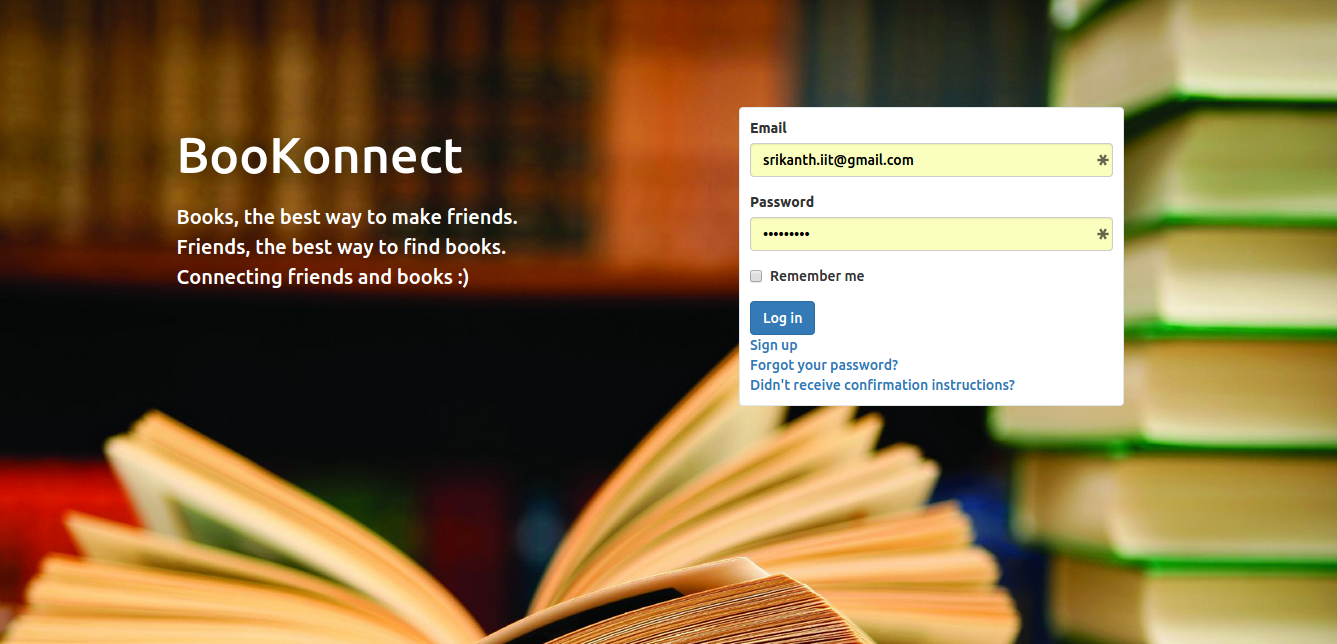 BooKonnect
Books, the best way to make friends.
Friends, the best way to find books.
Connecting friends and books :)
Email
srikanth.iit@gmail.com
Password
•••••••••
Remember me
Log in
Sign up
Forgot your password?
Didn't receive confirmation instructions?